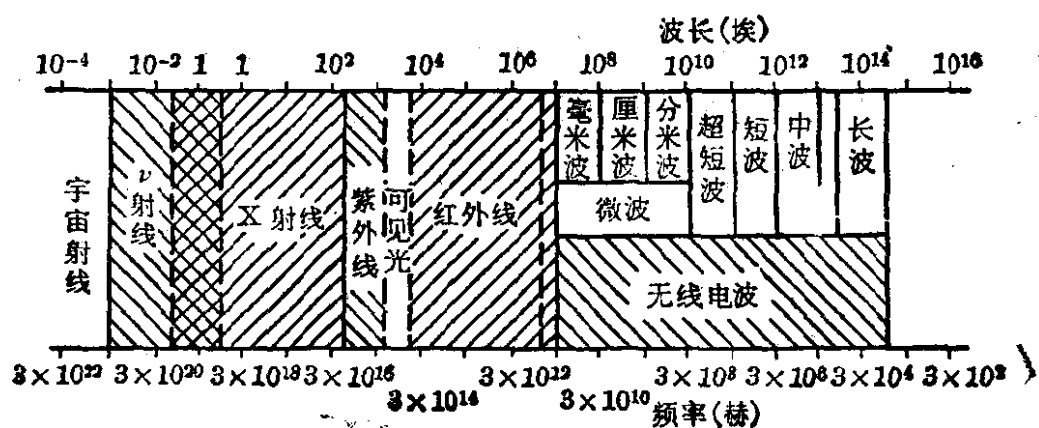 波长(埃)
10⁻⁴ 10⁻² 1 1 10² 10⁴ 10⁶ 10⁸ 10¹⁰ 10¹² 10¹⁴ 10¹⁶
宇宙射线
ν射线
X射线
紫外线
可见光
红外线
毫米波
厘米波
分米波
超短波
短波
中波
长波
微波
无线电波
3×10²² 3×10²⁰ 3×10¹⁸ 3×10¹⁶ 3×10¹⁴ 3×10¹² 3×10¹⁰ 3×10⁸ 3×10⁶ 3×10⁴ 3×10²
频率(赫)